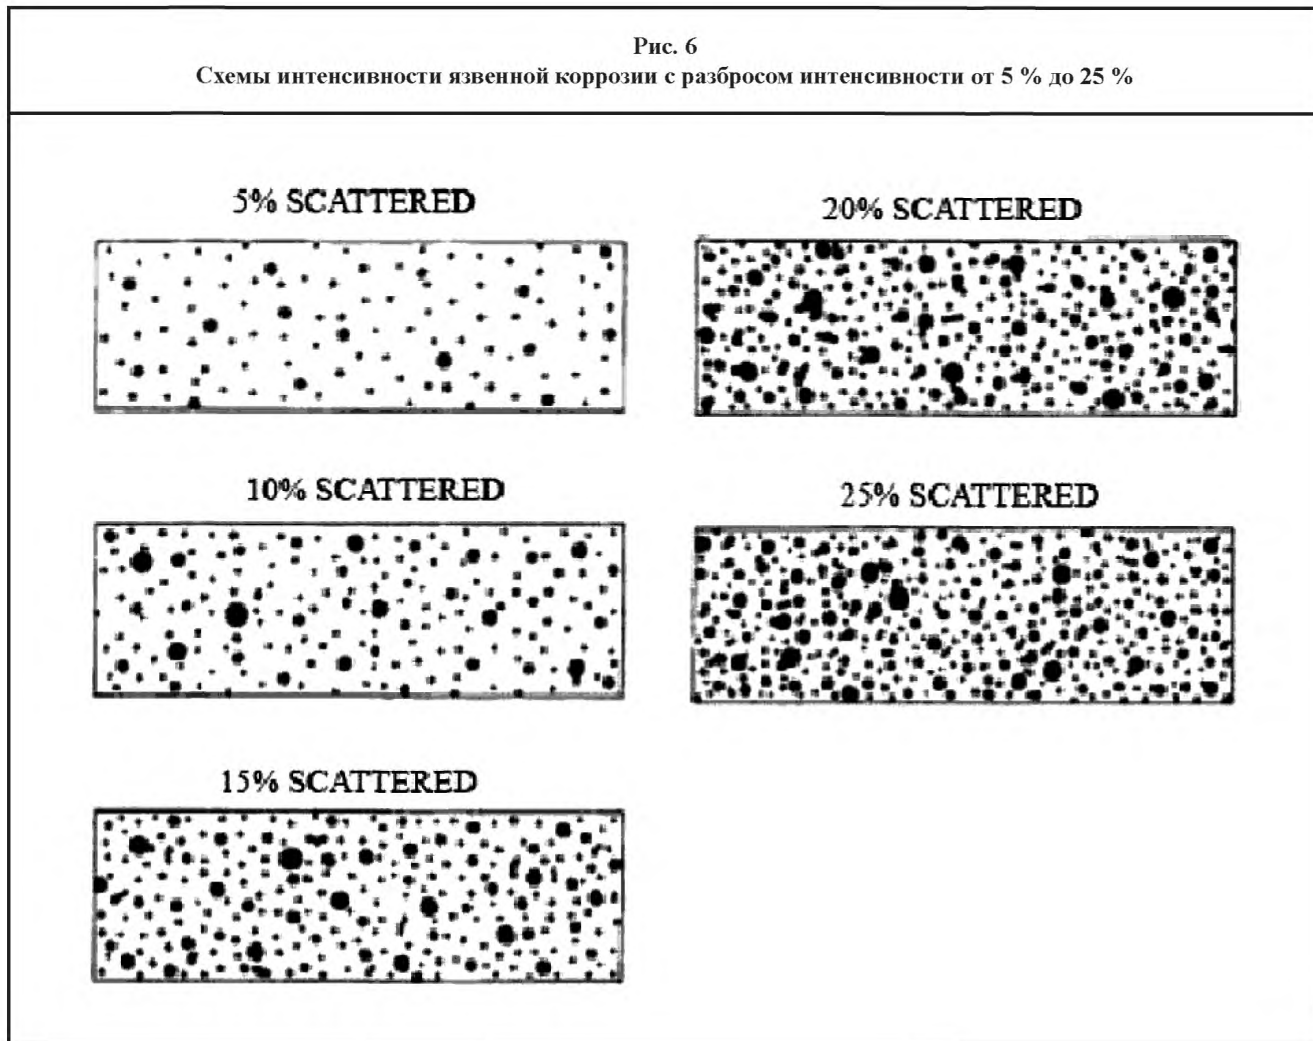 Рис. 6
Схемы интенсивности язвенной коррозии с разбросом интенсивности от 5 % до 25 %
5% SCATTERED
20% SCATTERED
10% SCATTERED
25% SCATTERED
15% SCATTERED